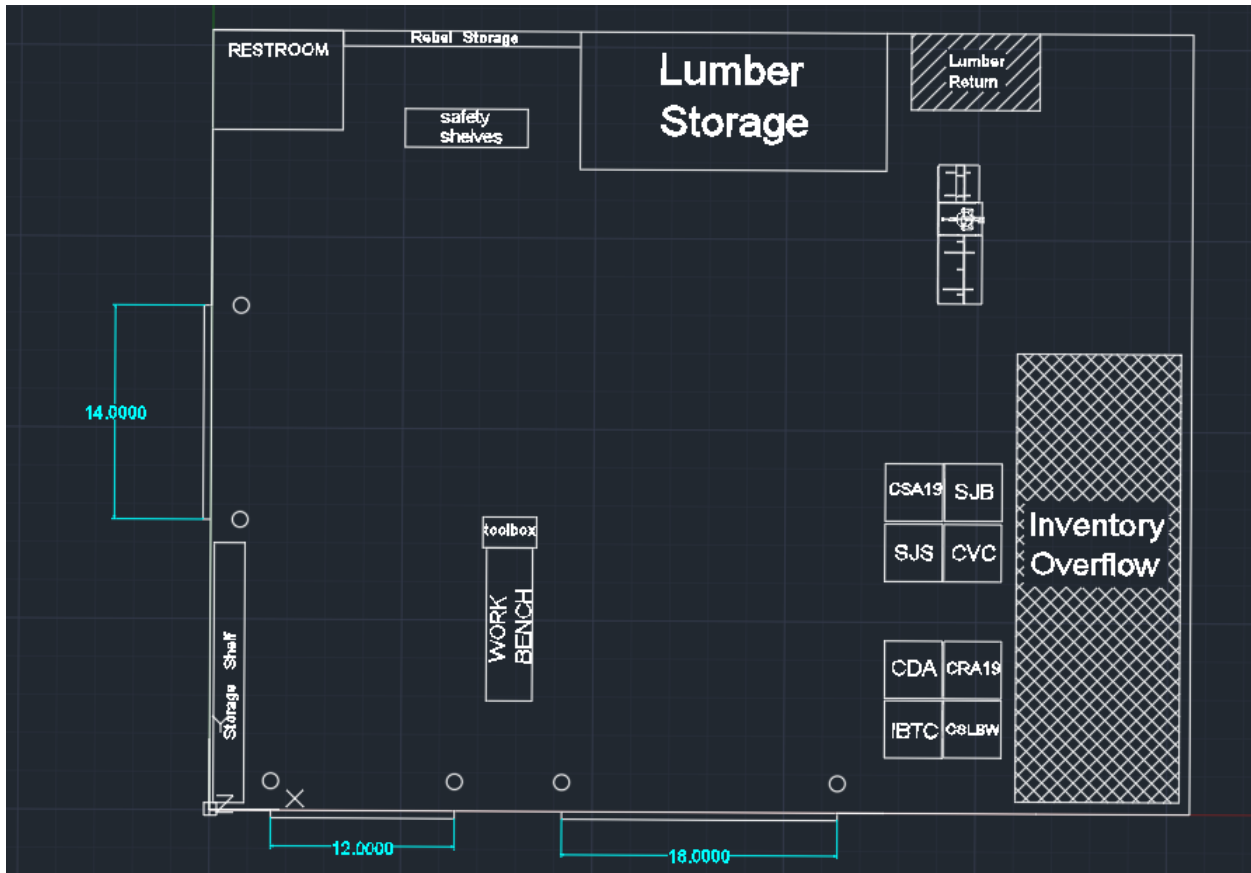 RESTROOM
Rebel Storage
Lumber
Storage
Lumber
Return
safety
shelves
14.0000
CSA19
SJB
SJS
CVC
Inventory
Overflow
toolbox
WORK
BENCH
Storage Shelf
CDA
CRA19
IBTC
CSLBW
Y
Z
X
12.0000
18.0000